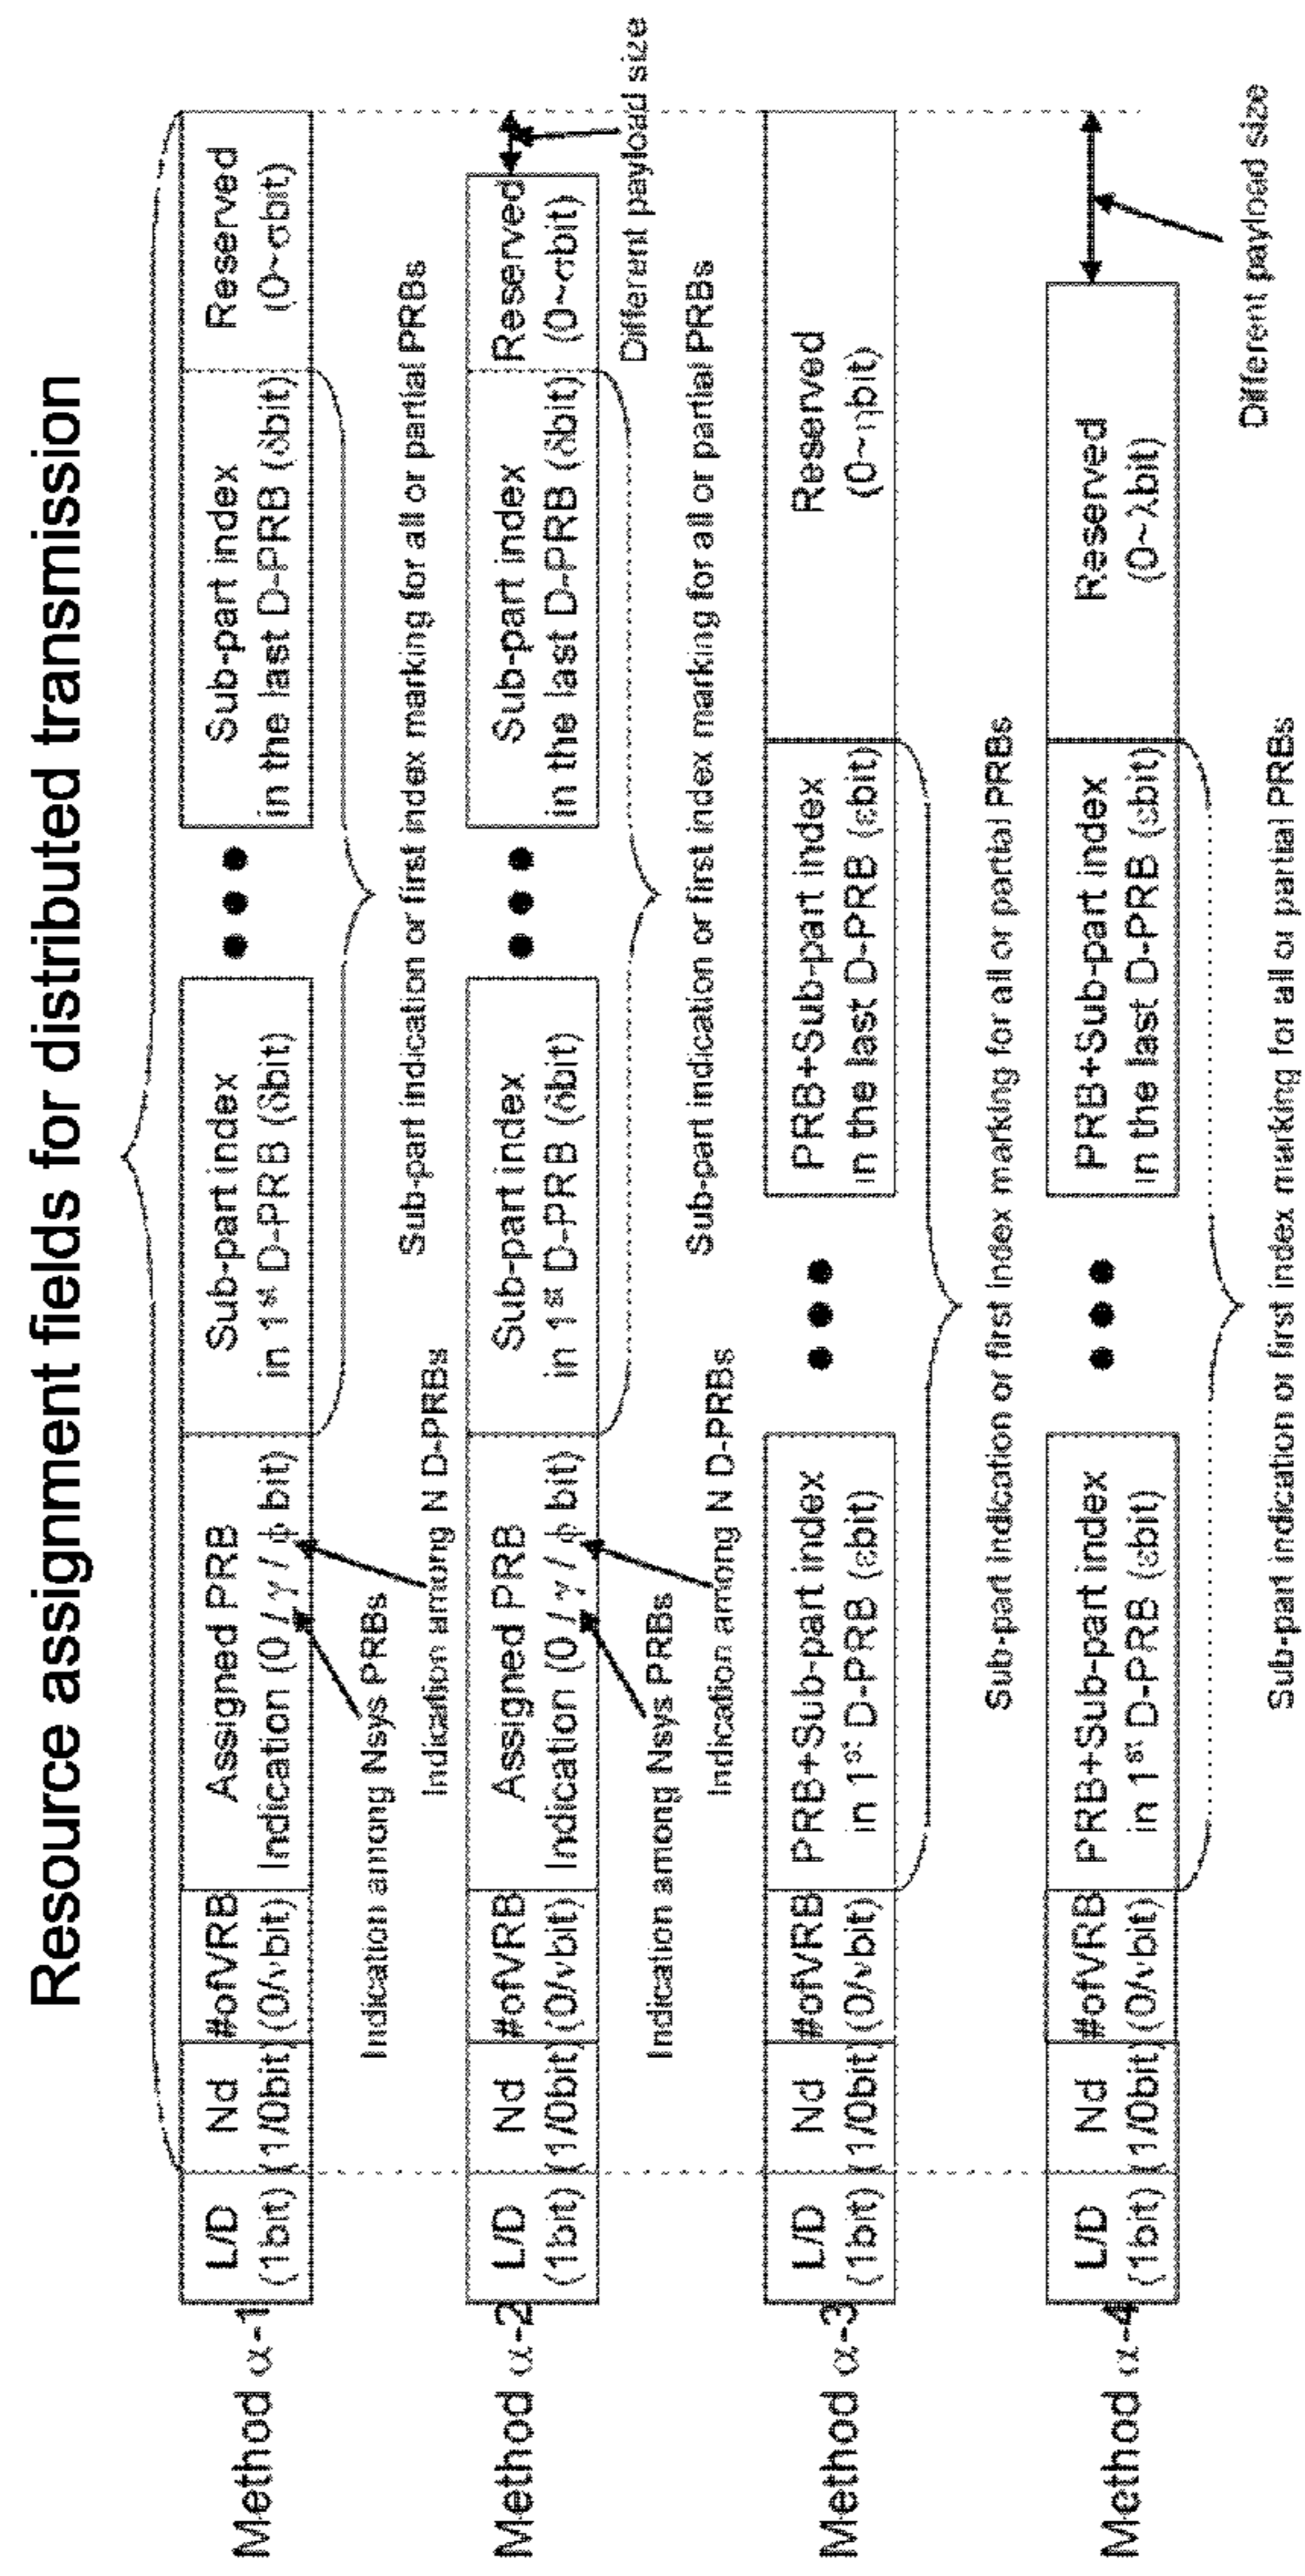 Resource assignment fields for distributed transmission
Method α-1
L/D
(1bit)
Nd
(1/0bit)
#ofVRB
(0/νbit)
Assigned PRB
Indication (0 / γ / ϕ bit)
Sub-part index
in 1st D-PRB (δbit)
Sub-part index
in the last D-PRB (δbit)
Reserved
(0~σbit)
Indication among Nsys PRBs
Indication among N D-PRBs
Sub-part indication or first index marking for all or partial PRBs
Method α-2
L/D
(1bit)
Nd
(1/0bit)
#ofVRB
(0/νbit)
Assigned PRB
Indication (0 / γ / ϕ bit)
Sub-part index
in 1st D-PRB (δbit)
Sub-part index
in the last D-PRB (δbit)
Reserved
(0~σbit)
Different payload size
Indication among Nsys PRBs
Indication among N D-PRBs
Sub-part indication or first index marking for all or partial PRBs
Method α-3
L/D
(1bit)
Nd
(1/0bit)
#ofVRB
(0/νbit)
PRB+Sub-part index
in 1st D-PRB (εbit)
PRB+Sub-part index
in the last D-PRB (εbit)
Reserved
(0~ηbit)
Sub-part indication or first index marking for all or partial PRBs
Method α-4
L/D
(1bit)
Nd
(1/0bit)
#ofVRB
(0/νbit)
PRB+Sub-part index
in 1st D-PRB (εbit)
PRB+Sub-part index
in the last D-PRB (εbit)
Reserved
(0~λbit)
Different payload size
Sub-part indication or first index marking for all or partial PRBs